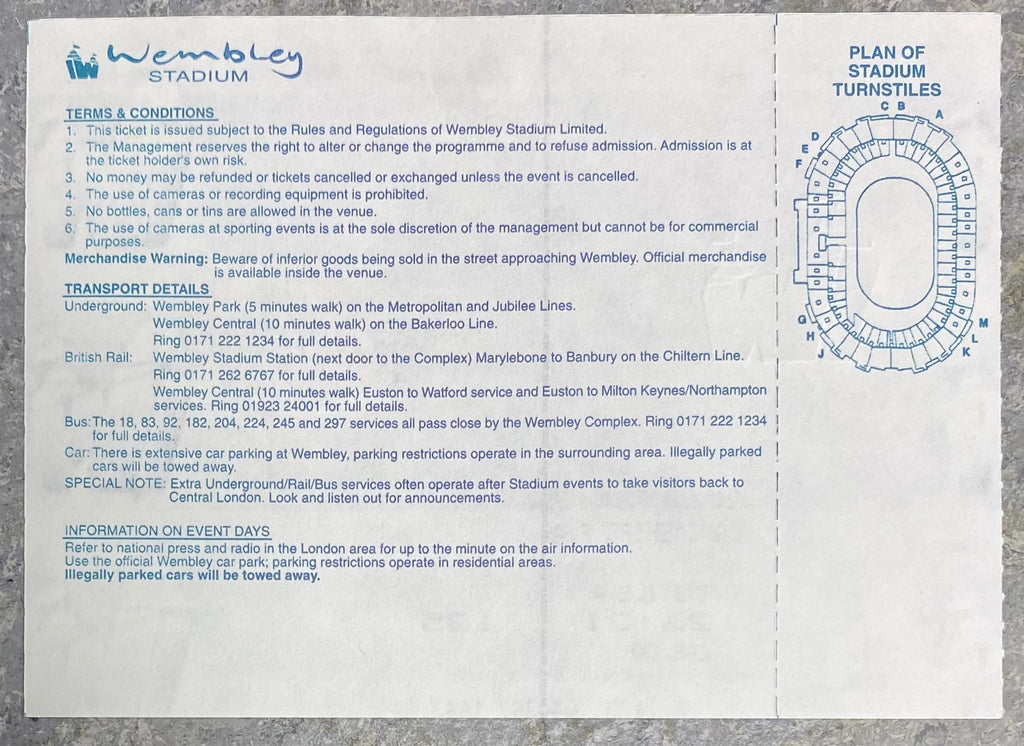 Wembley
STADIUM
TERMS & CONDITIONS
1. This ticket is issued subject to the Rules and Regulations of Wembley Stadium Limited.
2. The Management reserves the right to alter or change the programme and to refuse admission. Admission is at
the ticket holder's own risk.
3. No money may be refunded or tickets cancelled or exchanged unless the event is cancelled.
4. The use of cameras or recording equipment is prohibited.
5. No bottles, cans or tins are allowed in the venue.
6. The use of cameras at sporting events is at the sole discretion of the management but cannot be for commercial
purposes.
Merchandise Warning: Beware of inferior goods being sold in the street approaching Wembley. Official merchandise
is available inside the venue.
TRANSPORT DETAILS
Underground: Wembley Park (5 minutes walk) on the Metropolitan and Jubilee Lines.
Wembley Central (10 minutes walk) on the Bakerloo Line.
Ring 0171 222 1234 for full details.
British Rail: Wembley Stadium Station (next door to the Complex) Marylebone to Banbury on the Chiltern Line.
Ring 0171 262 6767 for full details.
Wembley Central (10 minutes walk) Euston to Watford service and Euston to Milton Keynes/Northampton
services. Ring 01923 24001 for full details.
Bus: The 18, 83, 92, 182, 204, 224, 245 and 297 services all pass close by the Wembley Complex. Ring 0171 222 1234
for full details.
Car: There is extensive car parking at Wembley, parking restrictions operate in the surrounding area. Illegally parked
cars will be towed away.
SPECIAL NOTE: Extra Underground/Rail/Bus services often operate after Stadium events to take visitors back to
Central London. Look and listen out for announcements.
INFORMATION ON EVENT DAYS
Refer to national press and radio in the London area for up to the minute on the air information.
Use the official Wembley car park; parking restrictions operate in residential areas.
Illegally parked cars will be towed away.
PLAN OF
STADIUM
TURNSTILES
C B
A
D
E
F
G
H
J
M
L
K